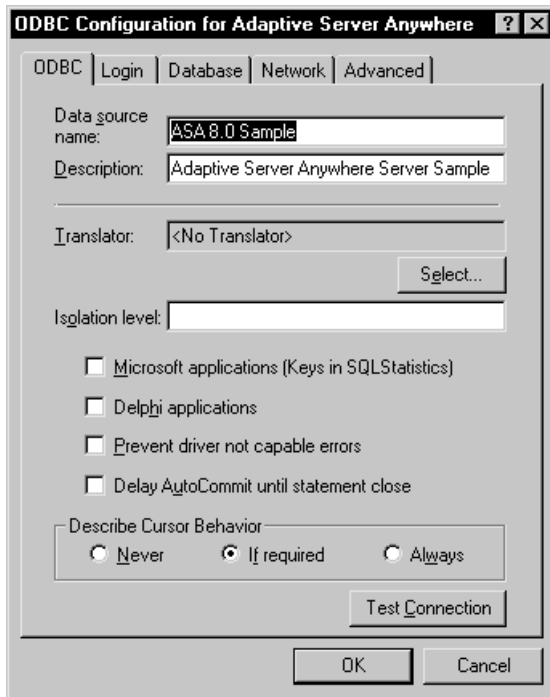 ODBC Configuration for Adaptive Server Anywhere ? ×
ODBC Login Database Network Advanced
Data source
name:
ASA 8.0 Sample
Description: Adaptive Server Anywhere Server Sample
Translator: <No Translator>
Select...
Isolation level:
Microsoft applications (Keys in SQLStatistics)
Delphi applications
Prevent driver not capable errors
Delay AutoCommit until statement close
Describe Cursor Behavior
Never If required Always
Test Connection
OK Cancel